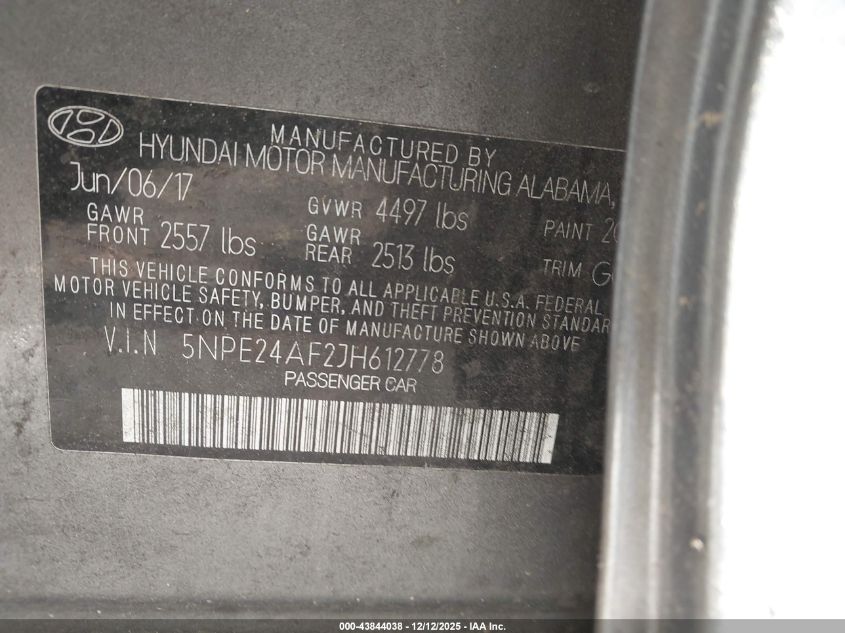 MANUFACTURED BY
HYUNDAI MOTOR MANUFACTURING ALABAMA,
Jun/06/17 GVWR 4497 lbs PAINT
GAWR FRONT 2557 lbs GAWR REAR 2513 lbs TRIM
THIS VEHICLE CONFORMS TO ALL APPLICABLE U.S.A. FEDERAL
MOTOR VEHICLE SAFETY, BUMPER, AND THEFT PREVENTION STANDAR
IN EFFECT ON THE DATE OF MANUFACTURE SHOWN ABOVE
V.I.N 5NPE24AF2JH612778
PASSENGER CAR
000-43844038 - 12/12/2025 - IAA Inc.